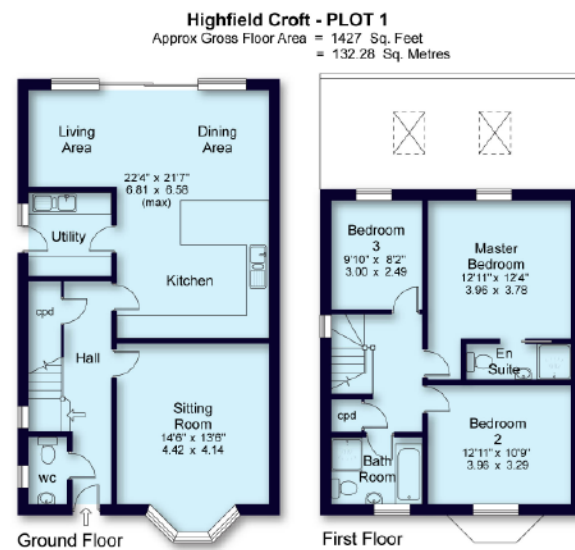 Highfield Croft - PLOT 1
Approx Gross Floor Area = 1427 Sq. Feet
= 132.28 Sq. Metres
Living
Area
Dining
Area
22'4" x 21'7"
6.81 x 6.58
(max)
Utility
Kitchen
cpd
Hall
Sitting
Room
14'6" x 13'6"
4.42 x 4.14
wc
Ground Floor
Bedroom
3
9'10" x 8'2"
3.00 x 2.49
Master
Bedroom
12'11" x 12'4"
3.96 x 3.78
En
Suite
cpd
Bedroom
2
12'11" x 10'9"
3.96 x 3.29
Bath
Room
First Floor